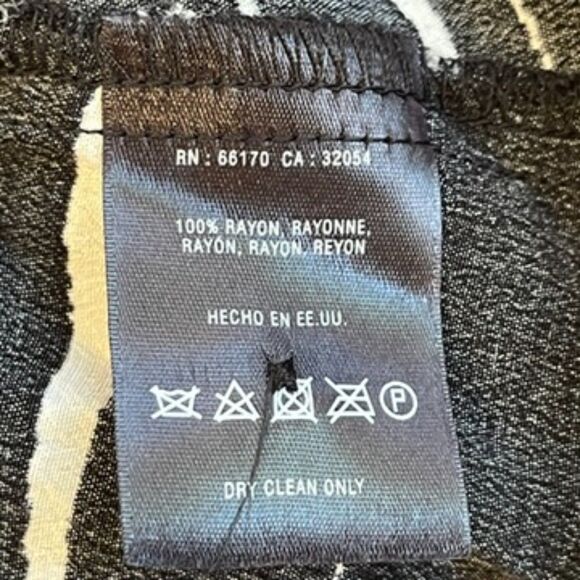 RN : 66170 CA : 32054
100% RAYON, RAYONNE,
RAYÓN, RAYON, REYON
HECHO EN EE.UU.
P
DRY CLEAN ONLY